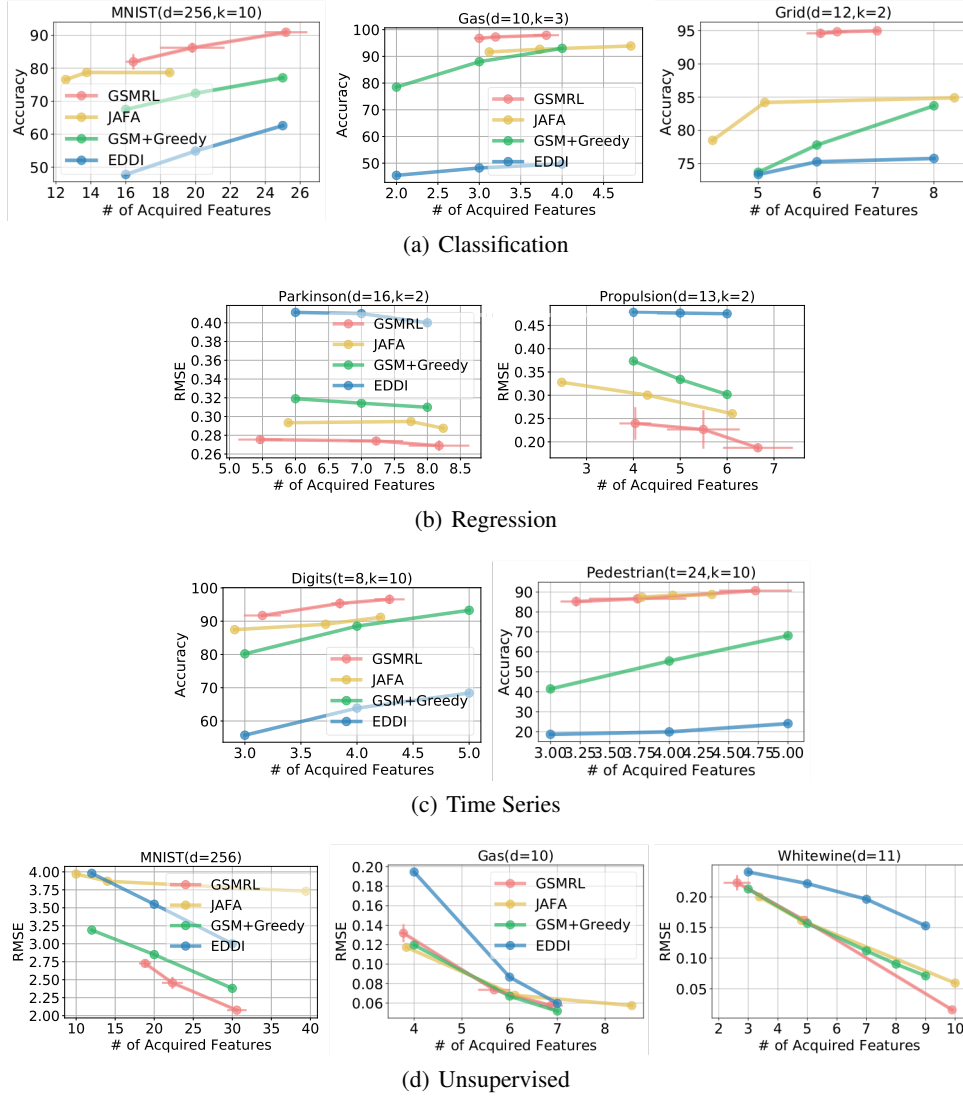 MNIST(d=256,k=10)
Accuracy
90
80
70
60
50
GSMRL
JAFA
GSM+Greedy
EDDI
12 14 16 18 20 22 24 26
# of Acquired Features
Gas(d=10,k=3)
Accuracy
100
90
80
70
60
50
GSMRL
JAFA
GSM+Greedy
EDDI
2.0 2.5 3.0 3.5 4.0 4.5
# of Acquired Features
Grid(d=12,k=2)
Accuracy
95
90
85
80
75
5 6 7 8
# of Acquired Features
(a) Classification
Parkinson(d=16,k=2)
RMSE
0.40
0.38
0.36
0.34
0.32
0.30
0.28
0.26
GSMRL
JAFA
GSM+Greedy
EDDI
5.0 5.5 6.0 6.5 7.0 7.5 8.0 8.5
# of Acquired Features
Propulsion(d=13,k=2)
RMSE
0.45
0.40
0.35
0.30
0.25
0.20
3 4 5 6 7
# of Acquired Features
(b) Regression
Digits(t=8,k=10)
Accuracy
100
90
80
70
60
GSMRL
JAFA
GSM+Greedy
EDDI
3.0 3.5 4.0 4.5 5.0
# of Acquired Features
Pedestrian(t=24,k=10)
Accuracy
90
80
70
60
50
40
30
20
3.00 3.25 3.50 3.75 4.00 4.25 4.50 4.75 5.00
# of Acquired Features
(c) Time Series
MNIST(d=256)
RMSE
4.00
3.75
3.50
3.25
3.00
2.75
2.50
2.25
2.00
GSMRL
JAFA
GSM+Greedy
EDDI
10 15 20 25 30 35 40
# of Acquired Features
Gas(d=10)
RMSE
0.20
0.18
0.16
0.14
0.12
0.10
0.08
0.06
GSMRL
JAFA
GSM+Greedy
EDDI
4 5 6 7 8
# of Acquired Features
Whitewine(d=11)
RMSE
0.20
0.15
0.10
0.05
2 3 4 5 6 7 8 9 10
# of Acquired Features
(d) Unsupervised